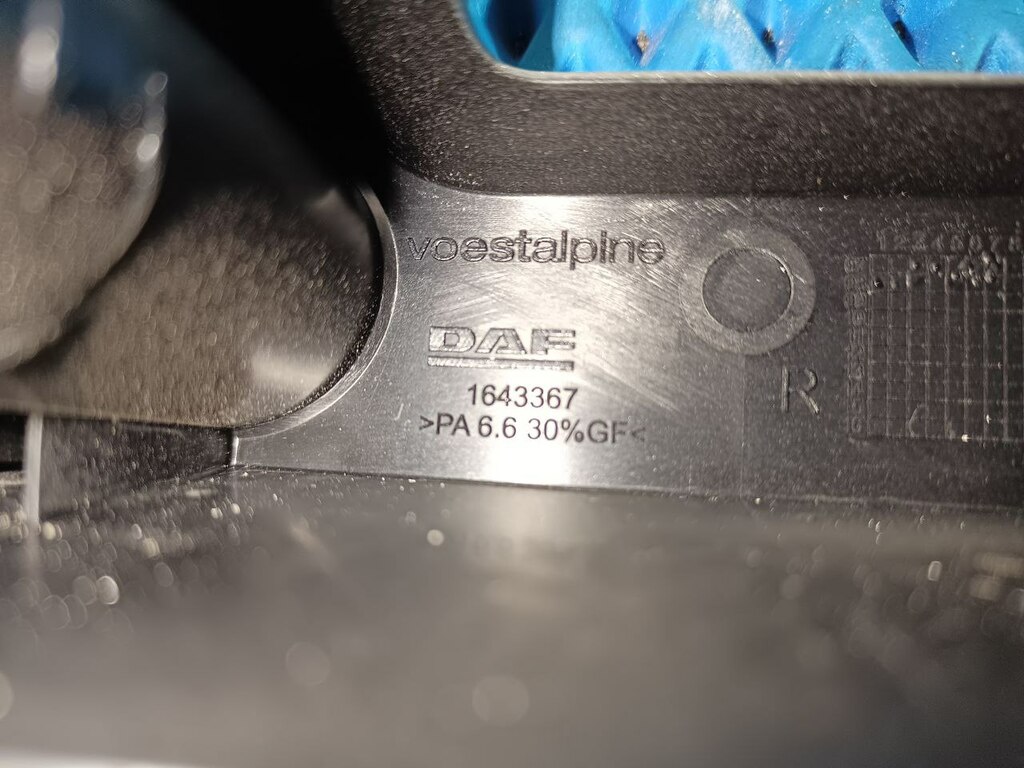 voestalpine
DAF
1643367
>PA 6.6 30%GF<
R